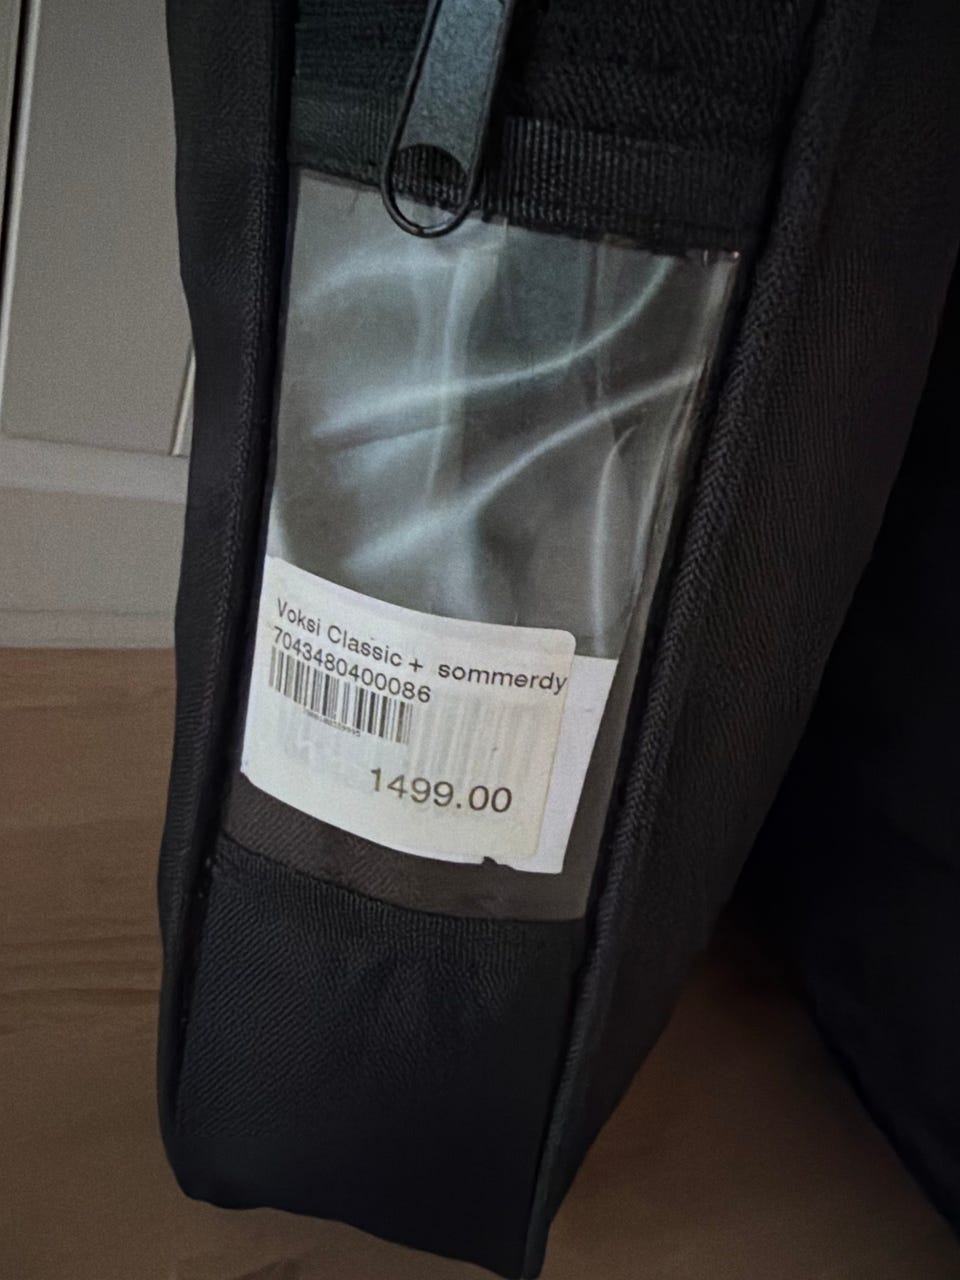 Voksi Classic + sommerdy
7043480400086
1499.00